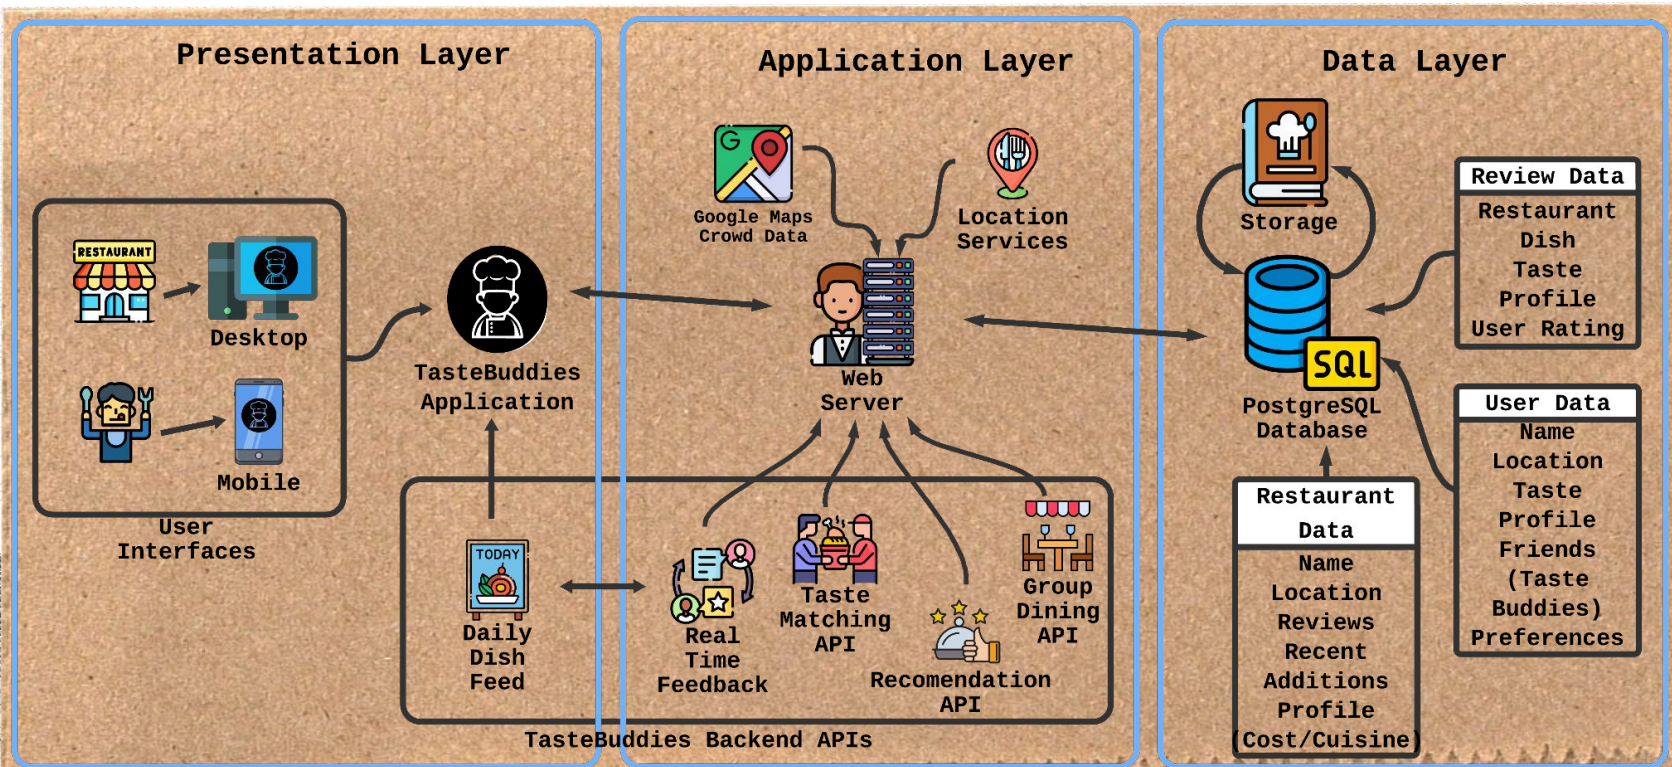 Presentation Layer
RESTAURANT
Desktop
Mobile
User
Interfaces
TasteBuddies
Application
TODAY
Daily
Dish
Feed
Application Layer
G
Google Maps
Crowd Data
Location
Services
Web
Server
Real
Time
Feedback
Taste
Matching
API
Recomendation
API
Group
Dining
API
TasteBuddies Backend APIs
Data Layer
Storage
SQL
PostgreSQL
Database
Review Data
Restaurant
Dish
Taste
Profile
User Rating
User Data
Name
Location
Taste
Profile
Friends
(Taste
Buddies)
Preferences
Restaurant
Data
Name
Location
Reviews
Recent
Additions
Profile
(Cost/Cuisine)